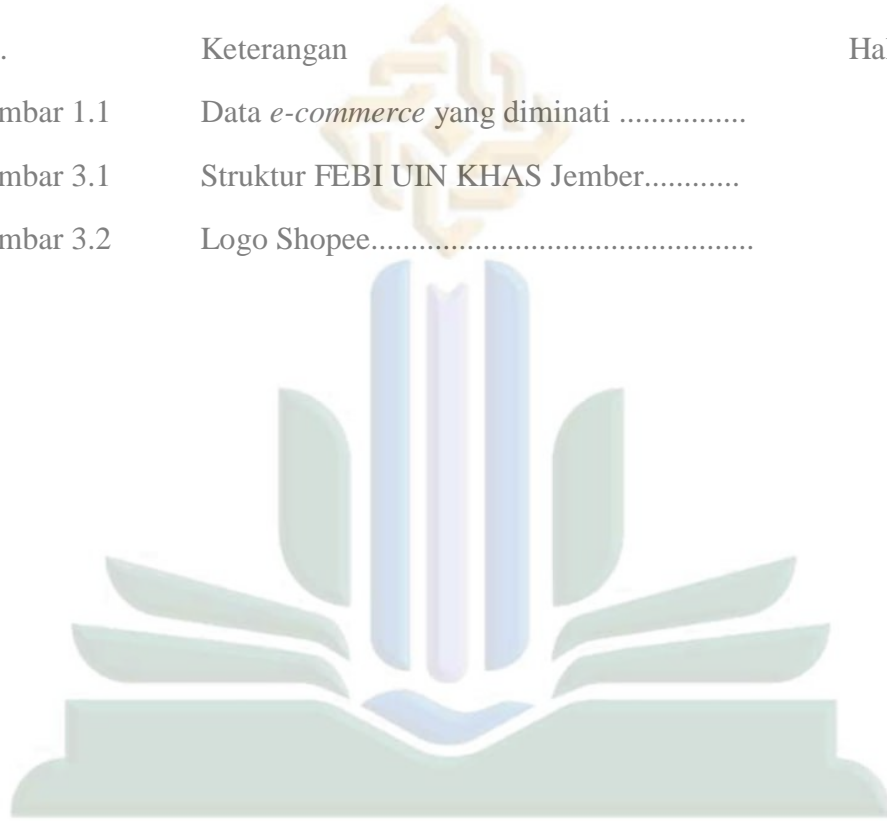 . Keterangan Hal
mbar 1.1 Data e-commerce yang diminati ................
mbar 3.1 Struktur FEBI UIN KHAS Jember............
mbar 3.2 Logo Shopee................................................